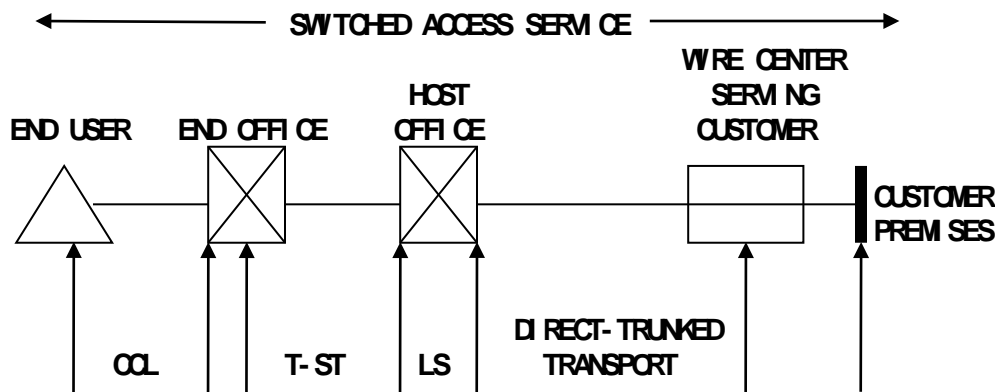 SWITCHED ACCESS SERVICE
WIRE CENTER
SERVING
CUSTOMER
HOST
OFFICE
END USER
END OFFICE
CUSTOMER
PREMISES
DIRECT-TRUNKED
TRANSPORT
CCL
T-ST
LS